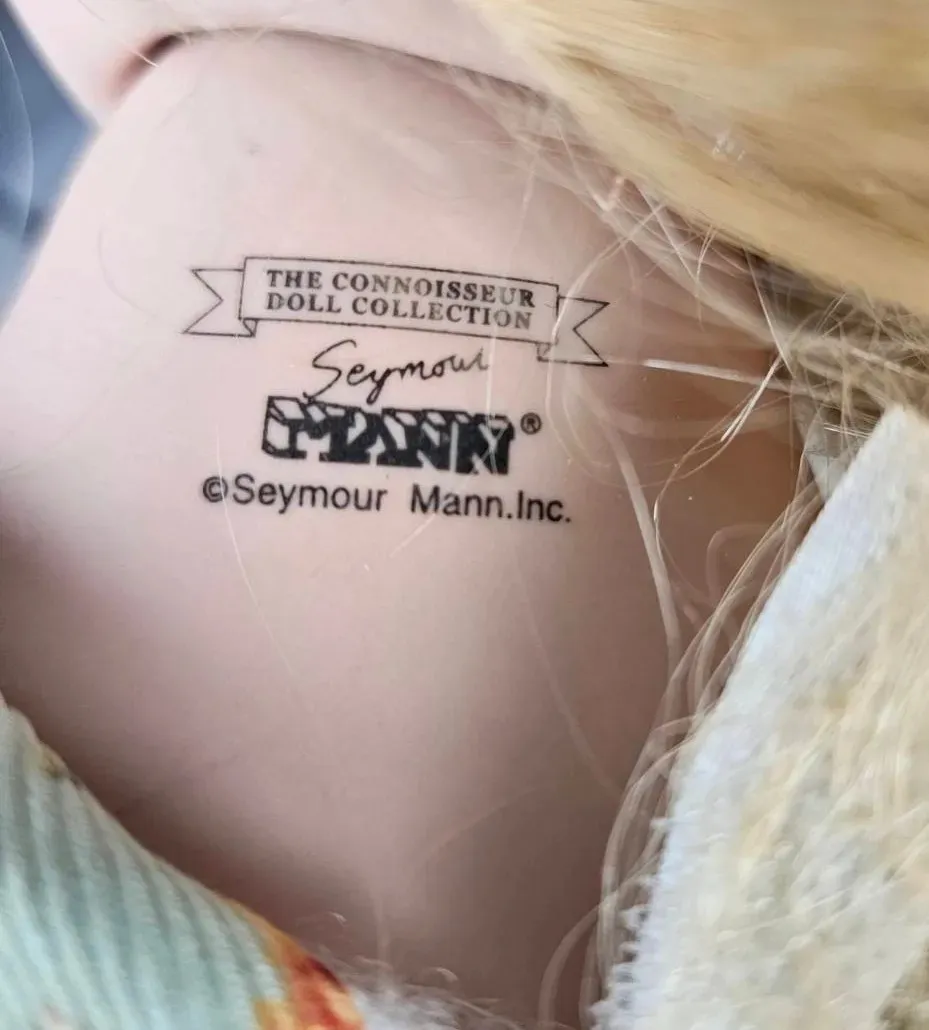 THE CONNOISSEUR
DOLL COLLECTION
Seymour
MANN®
©Seymour Mann.Inc.